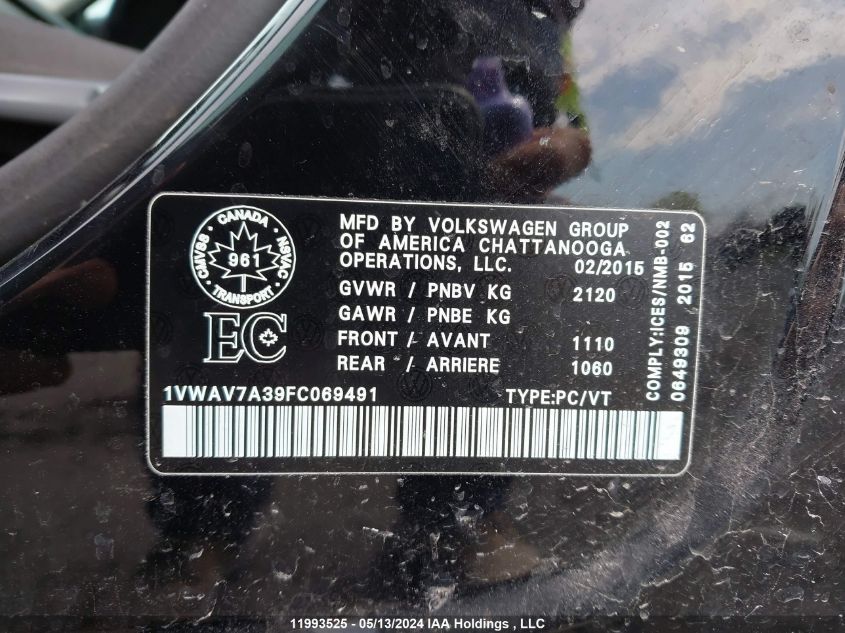 CANADA
CMVSS
NSVAC
961
TRANSPORT
EC
MFD BY VOLKSWAGEN GROUP
OF AMERICA CHATTANOOGA
OPERATIONS, LLC. 02/2015
GVWR / PNBV KG 2120
GAWR / PNBE KG
FRONT / AVANT 1110
REAR / ARRIERE 1060
1VWAV7A39FC069491 TYPE:PC/VT
COMPLY:ICES/NMB-002
0649309 2015 62
11993525 - 05/13/2024 IAA Holdings , LLC